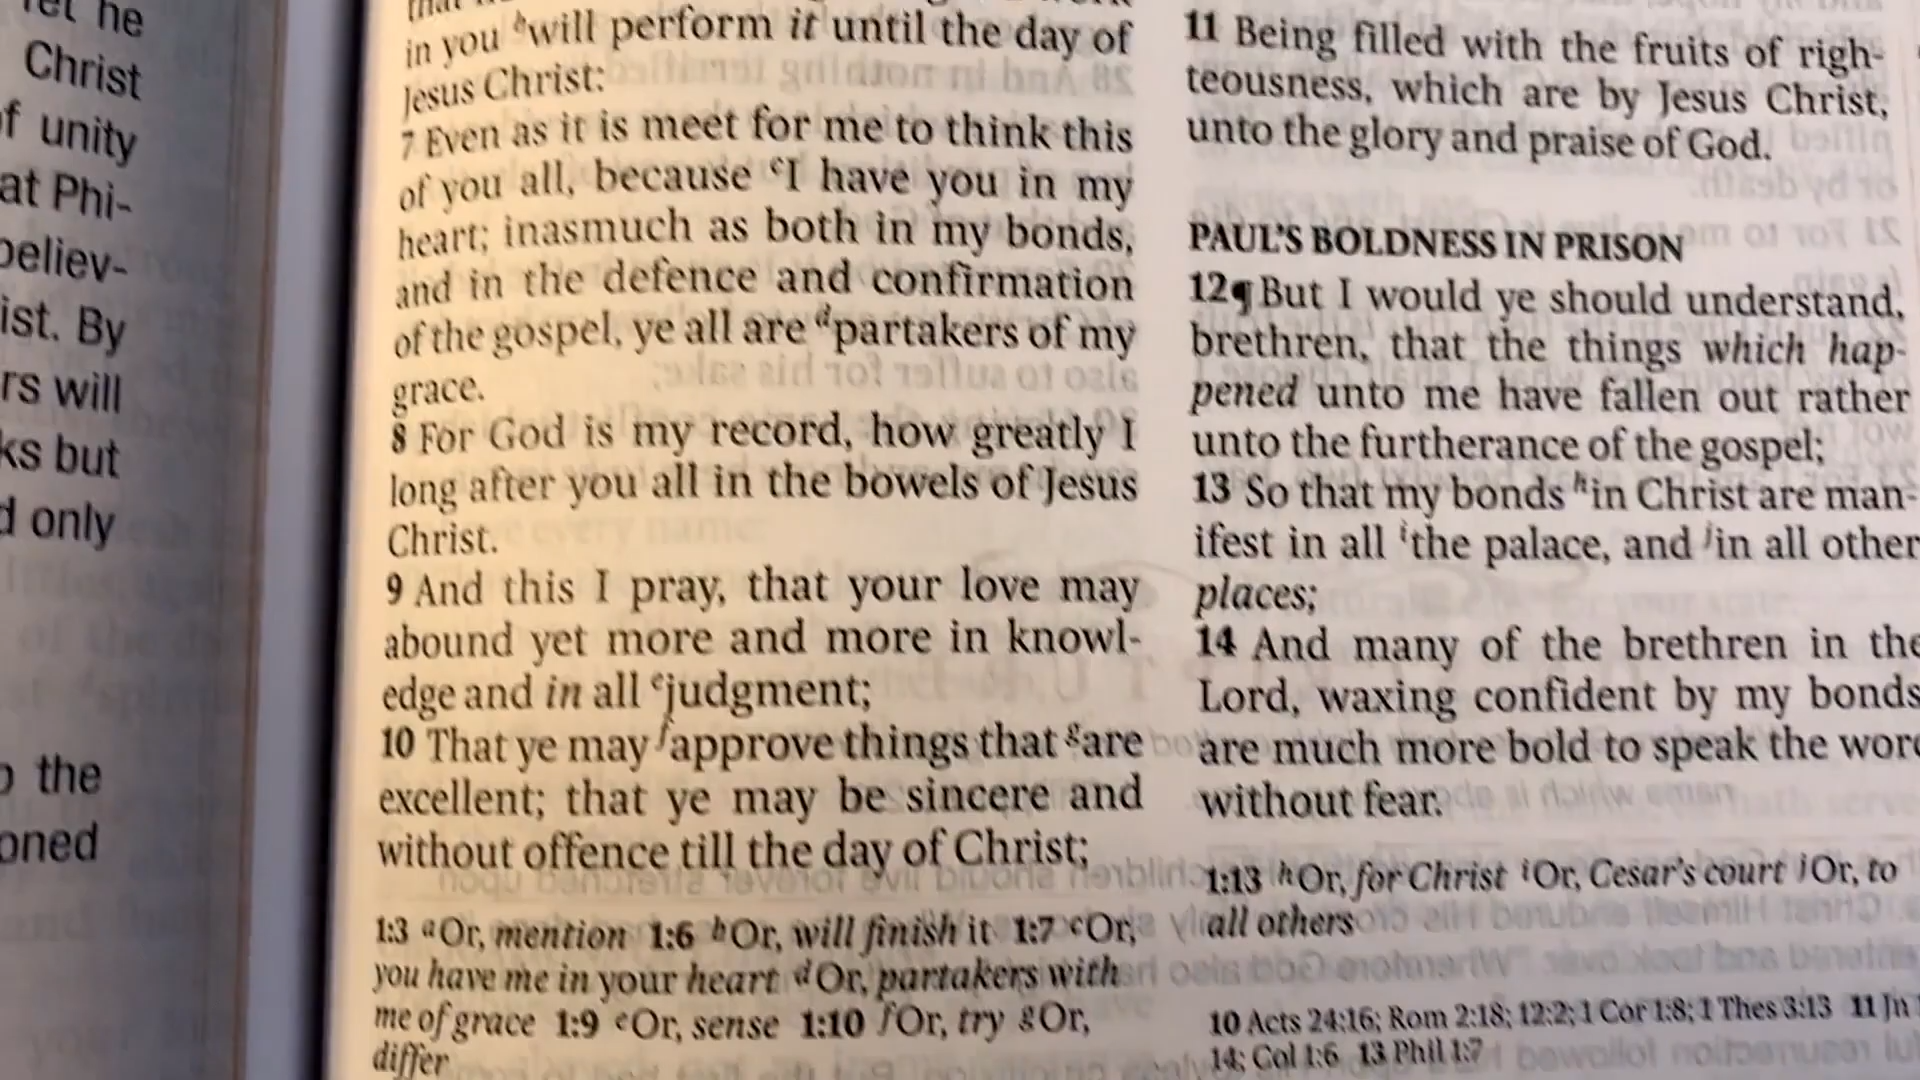 he
Christ
of unity
at Phi-
believ-
ist. By
rs will
ks but
d only
the
oned
in you ᵇwill perform it until the day of
Jesus Christ:
7 Even as it is meet for me to think this
of you all, because ᶜI have you in my
heart; inasmuch as both in my bonds,
and in the defence and confirmation
of the gospel, ye all are ᵈpartakers of my
grace.
8 For God is my record, how greatly I
long after you all in the bowels of Jesus
Christ.
9 And this I pray, that your love may
abound yet more and more in knowl-
edge and in all ᵉjudgment;
10 That ye may ᶠapprove things that ᵍare
excellent; that ye may be sincere and
without offence till the day of Christ;
1:3 ᵃOr, mention 1:6 ᵇOr, will finish it 1:7 ᶜOr,
you have me in your heart ᵈOr, partakers with
me of grace 1:9 ᵉOr, sense 1:10 ᶠOr, try ᵍOr,
differ
11 Being filled with the fruits of righ-
teousness, which are by Jesus Christ,
unto the glory and praise of God.
PAUL'S BOLDNESS IN PRISON
12¶ But I would ye should understand,
brethren, that the things which hap-
pened unto me have fallen out rather
unto the furtherance of the gospel;
13 So that my bonds ʰin Christ are man-
ifest in all ⁱthe palace, and ʲin all other
places;
14 And many of the brethren in the
Lord, waxing confident by my bonds
are much more bold to speak the word
without fear.
1:13 ʰOr, for Christ ⁱOr, Cesar's court ʲOr, to
all others
10 Acts 24:16; Rom 2:18; 12:2; 1 Cor 1:8; 1 Thes 3:13 11 Jn
14; Col 1:6 13 Phil 1:7